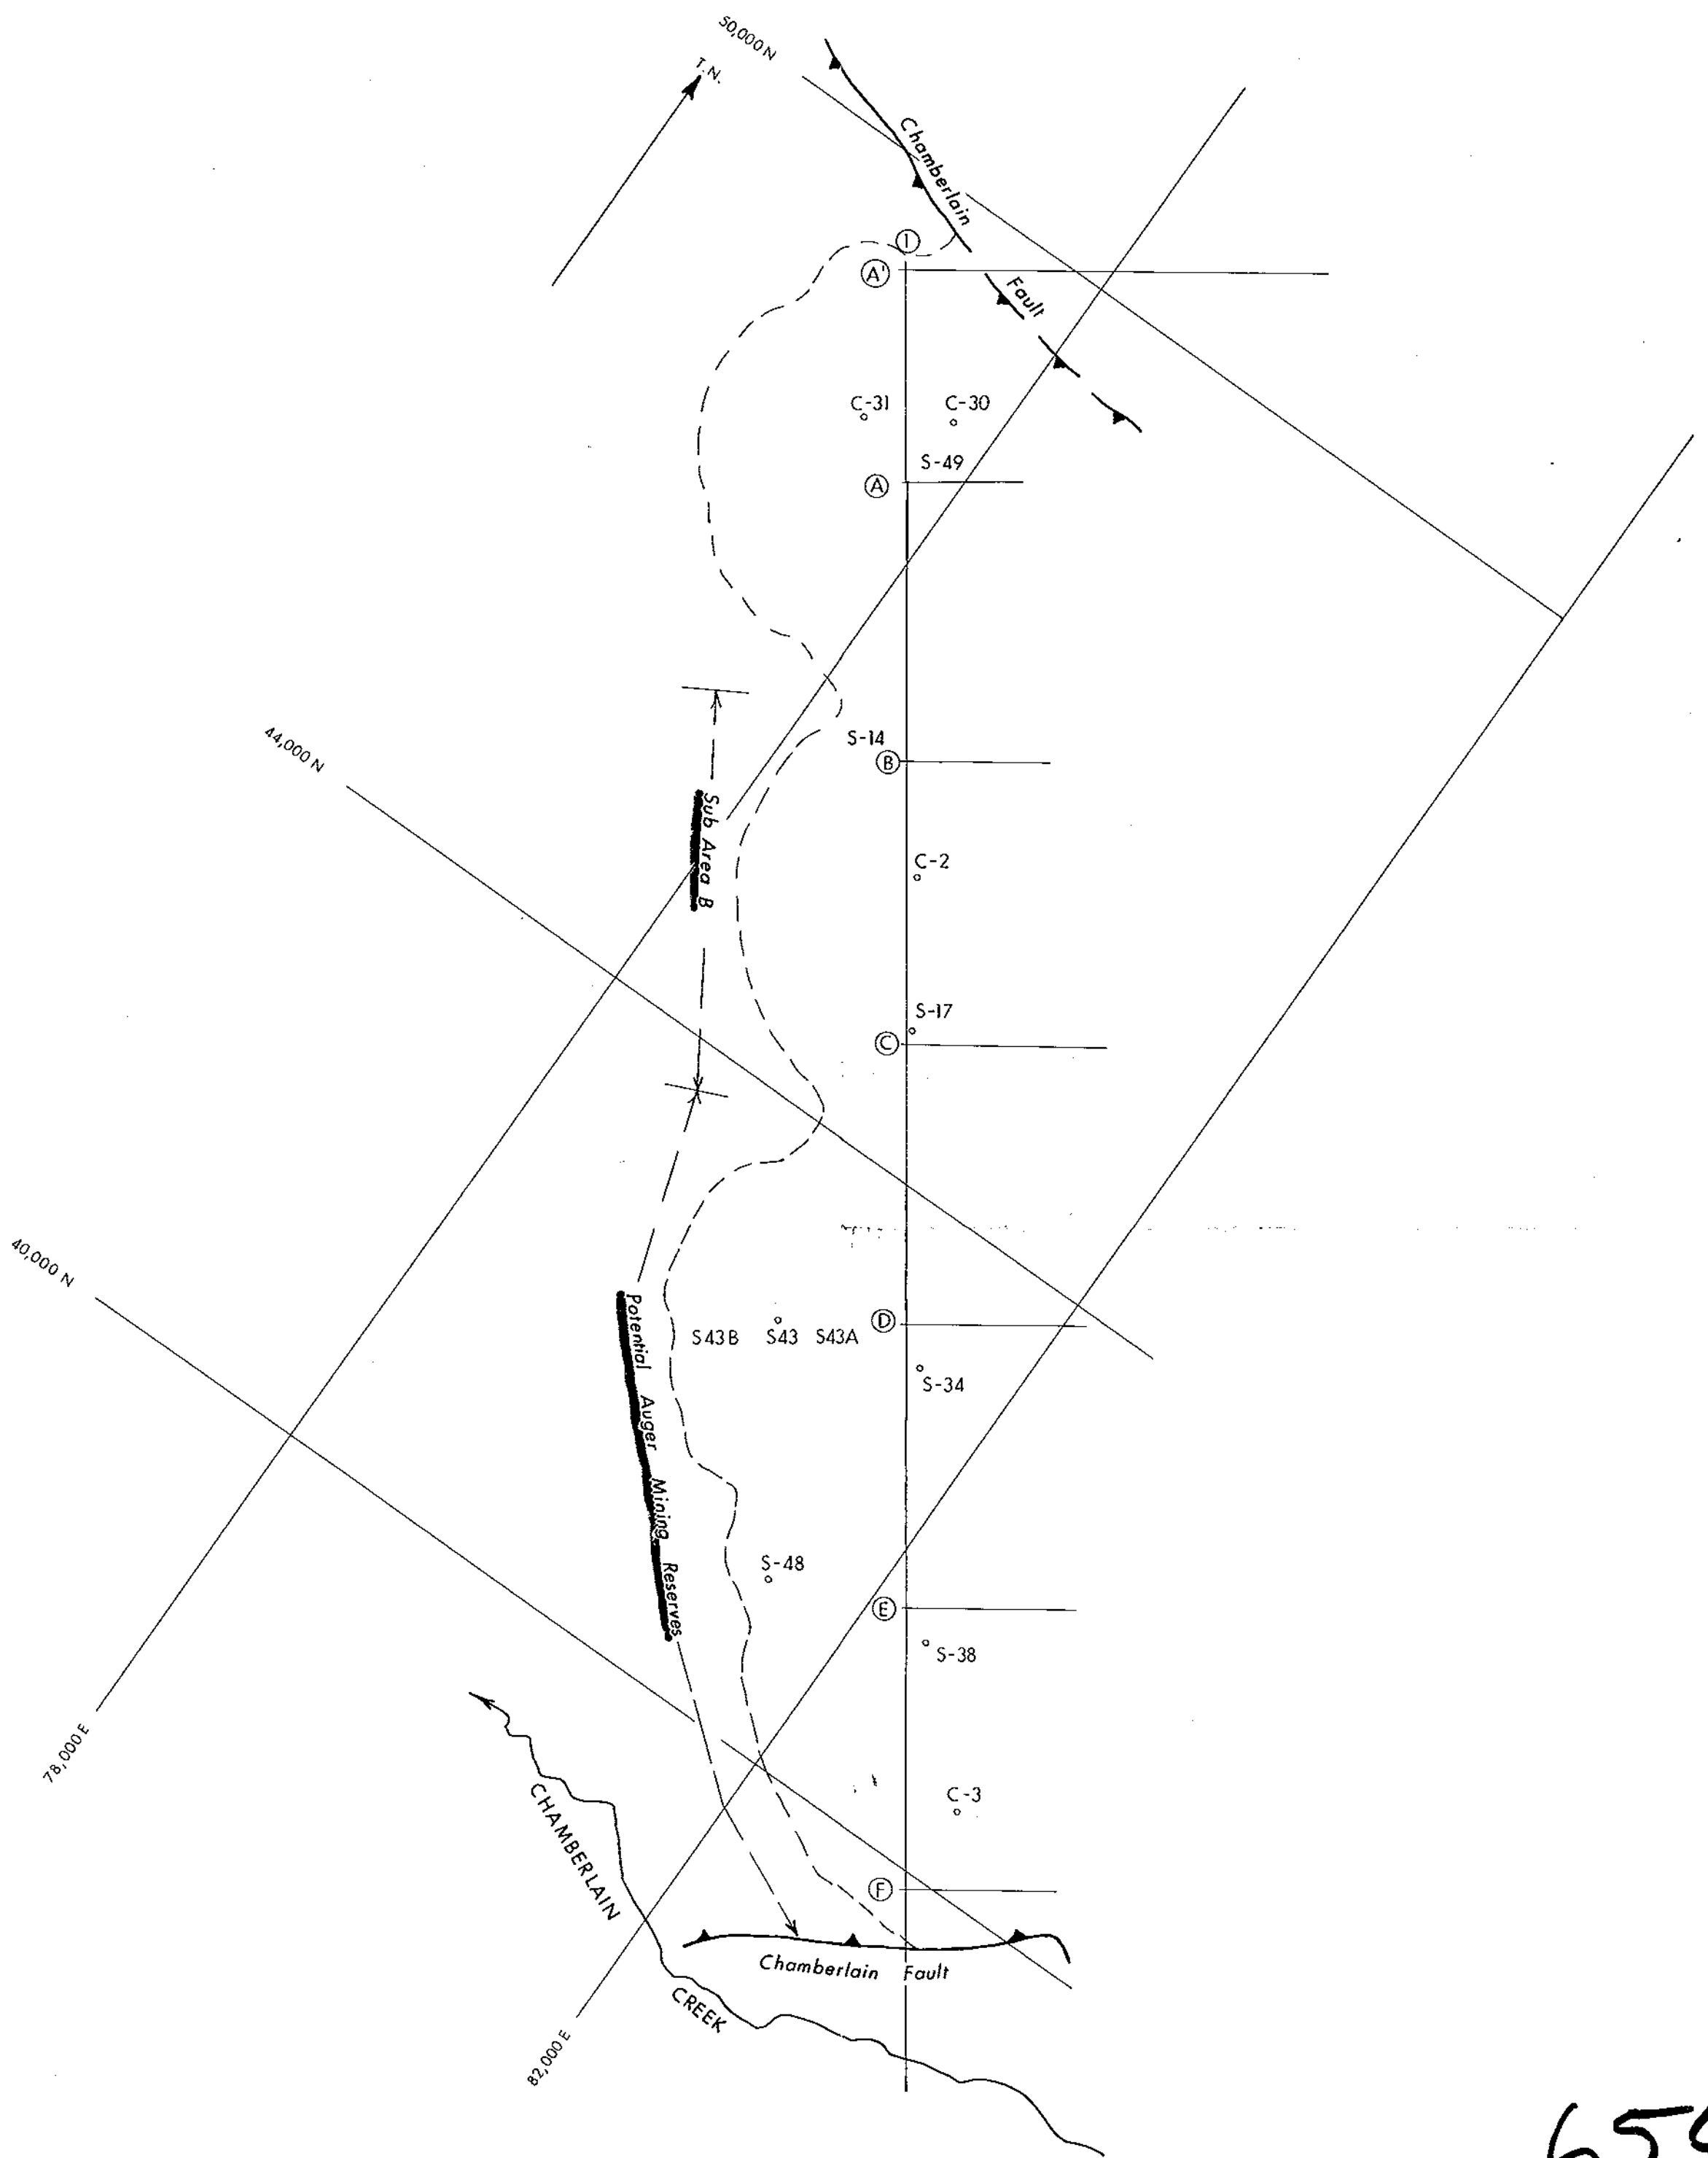 50,000 N
T.N.
Chamberlain
Fault
1
A'
C-31
C-30
S-49
A
44,000 N
S-14
B
Sub Area B
C-2
S-17
C
40,000 N
D
S43B
S43
S43A
S-34
Potential Auger Mining Reserves
S-48
E
S-38
78,000 E
C-3
CHAMBERLAIN
CREEK
F
Chamberlain Fault
82,000 E